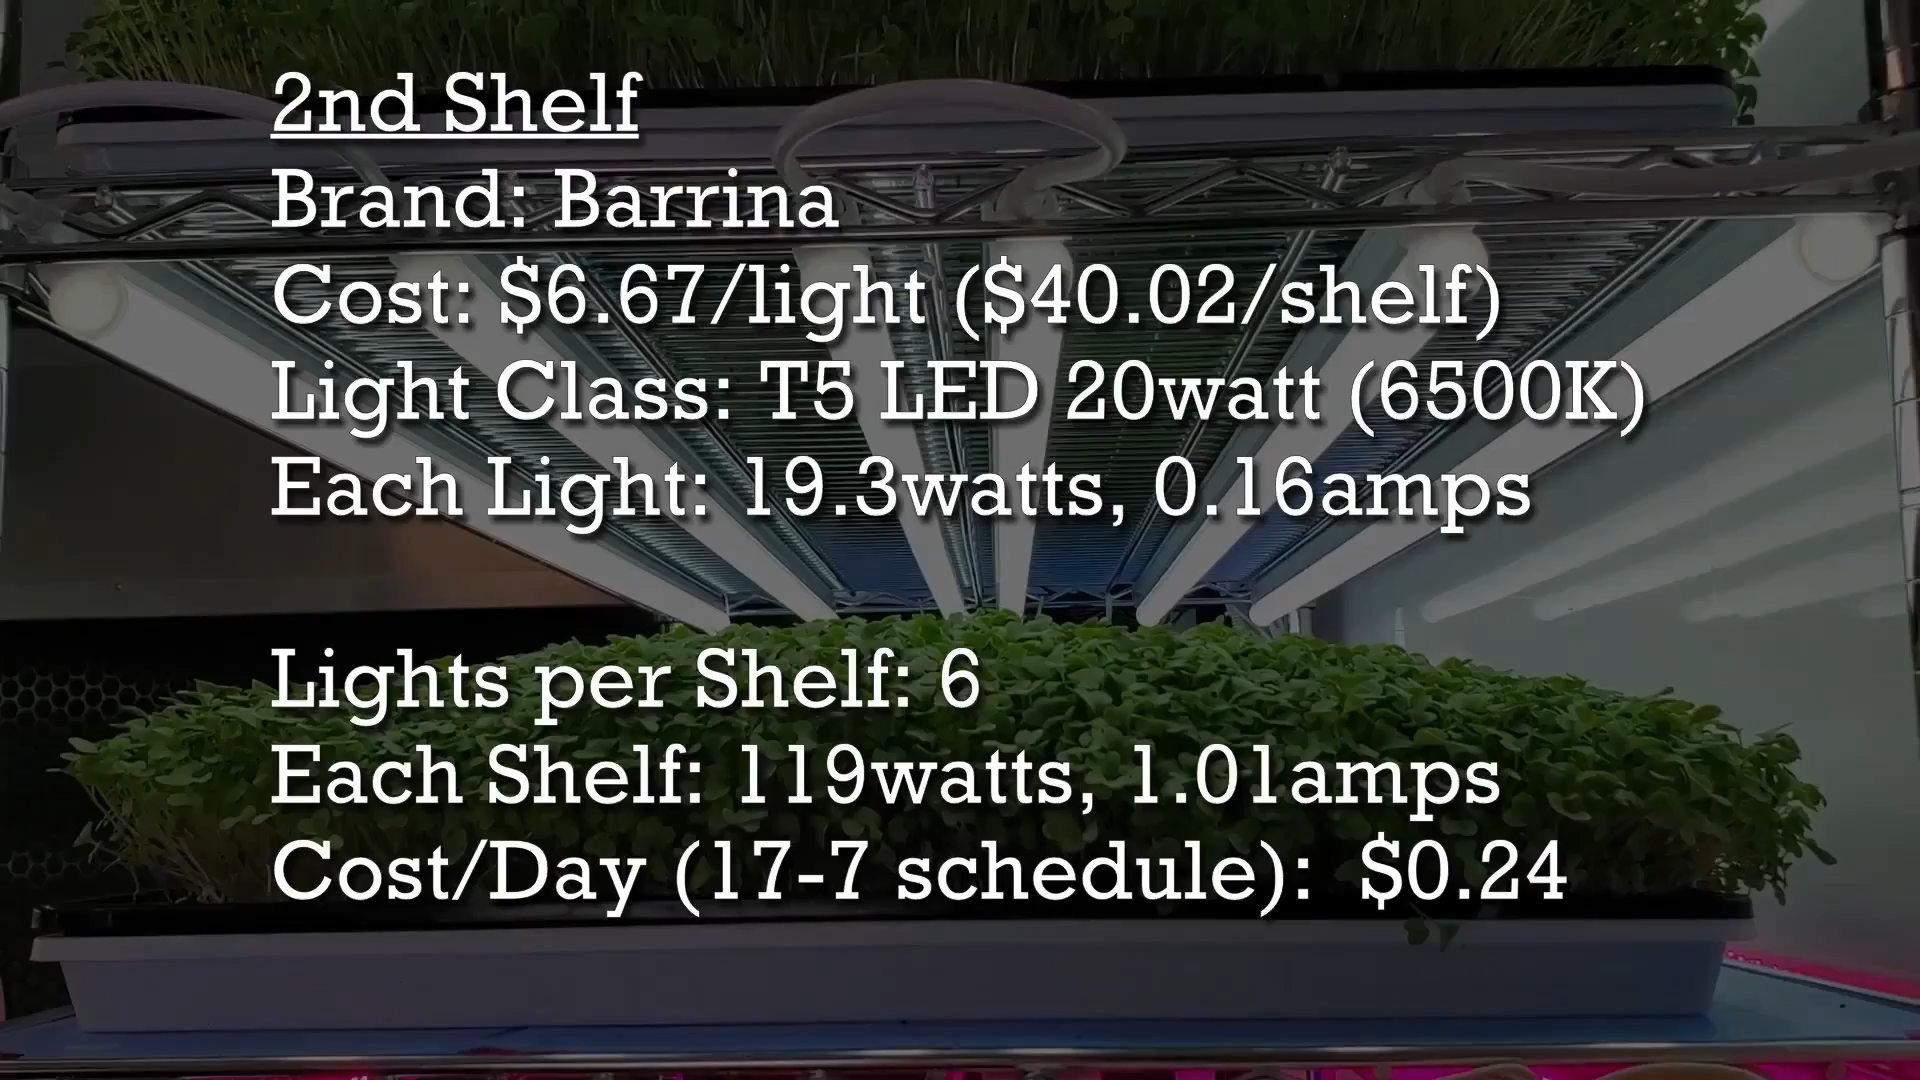 2nd Shelf
Brand: Barrina
Cost: $6.67/light ($40.02/shelf)
Light Class: T5 LED 20watt (6500K)
Each Light: 19.3watts, 0.16amps
Lights per Shelf: 6
Each Shelf: 119watts, 1.01amps
Cost/Day (17-7 schedule): $0.24